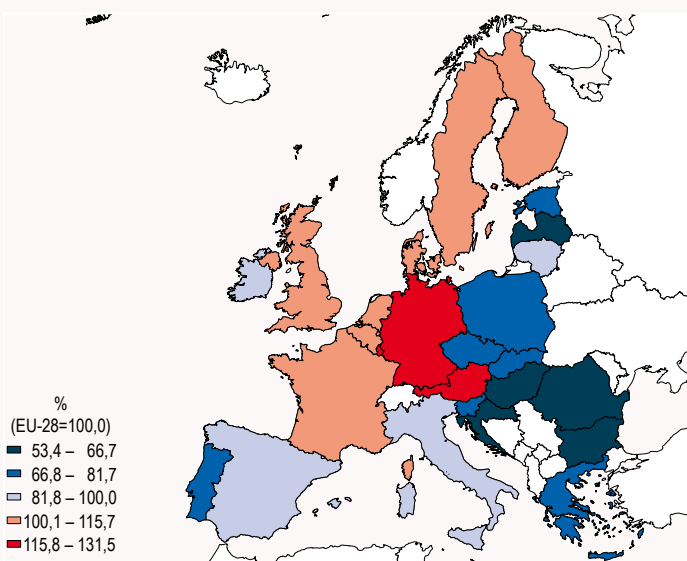 %
(EU-28=100,0)
53,4 – 66,7
66,8 – 81,7
81,8 – 100,0
100,1 – 115,7
115,8 – 131,5